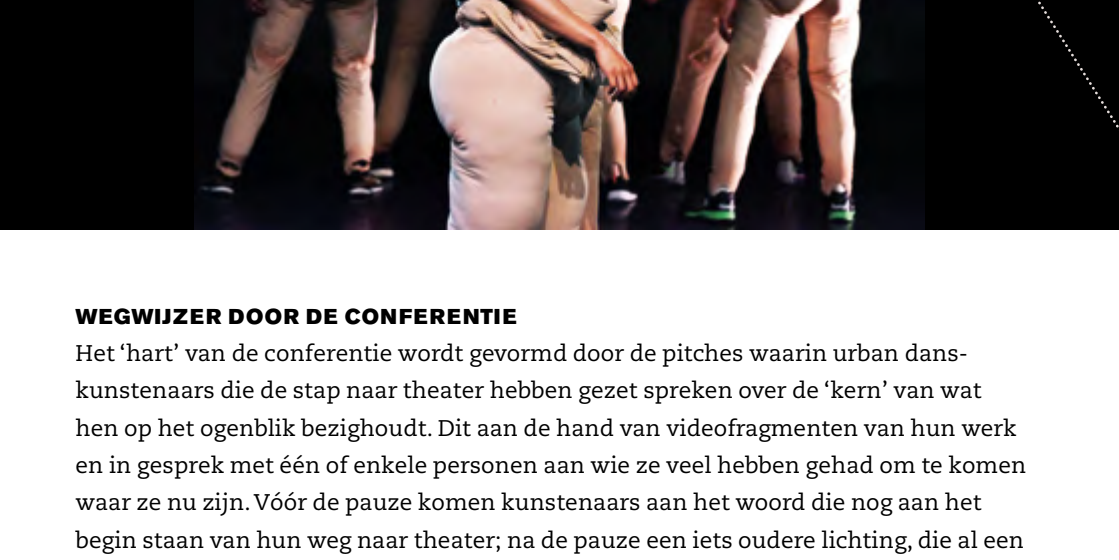 WEGWIJZER DOOR DE CONFERENTIE
Het ‘hart’ van de conferentie wordt gevormd door de pitches waarin urban dans-
kunstenaars die de stap naar theater hebben gezet spreken over de ‘kern’ van wat
hen op het ogenblik bezighoudt. Dit aan de hand van videofragmenten van hun werk
en in gesprek met één of enkele personen aan wie ze veel hebben gehad om te komen
waar ze nu zijn. Vóór de pauze komen kunstenaars aan het woord die nog aan het
begin staan van hun weg naar theater; na de pauze een iets oudere lichting, die al een